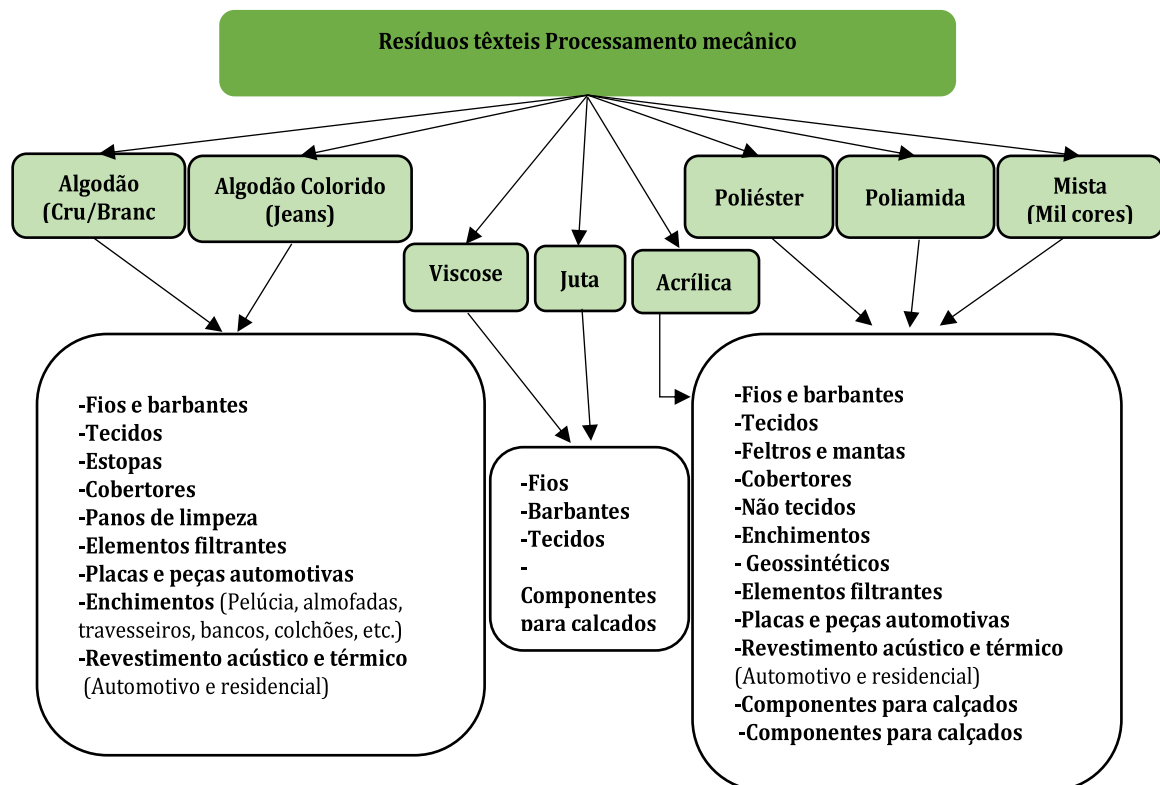 Resíduos têxteis Processamento mecânico
Algodão
(Cru/Branc
Algodão Colorido
(Jeans)
Viscose
Juta
Acrílica
Poliéster
Poliamida
Mista
(Mil cores)
-Fios e barbantes
-Tecidos
-Estopas
-Cobertores
-Panos de limpeza
-Elementos filtrantes
-Placas e peças automotivas
-Enchimentos (Pelúcia, almofadas,
travesseiros, bancos, colchões, etc.)
-Revestimento acústico e térmico
(Automotivo e residencial)
-Fios
-Barbantes
-Tecidos
-
Componentes
para calcados
-Fios e barbantes
-Tecidos
-Feltros e mantas
-Cobertores
-Não tecidos
-Enchimentos
- Geossintéticos
-Elementos filtrantes
-Placas e peças automotivas
-Revestimento acústico e térmico
(Automotivo e residencial)
-Componentes para calçados
-Componentes para calçados